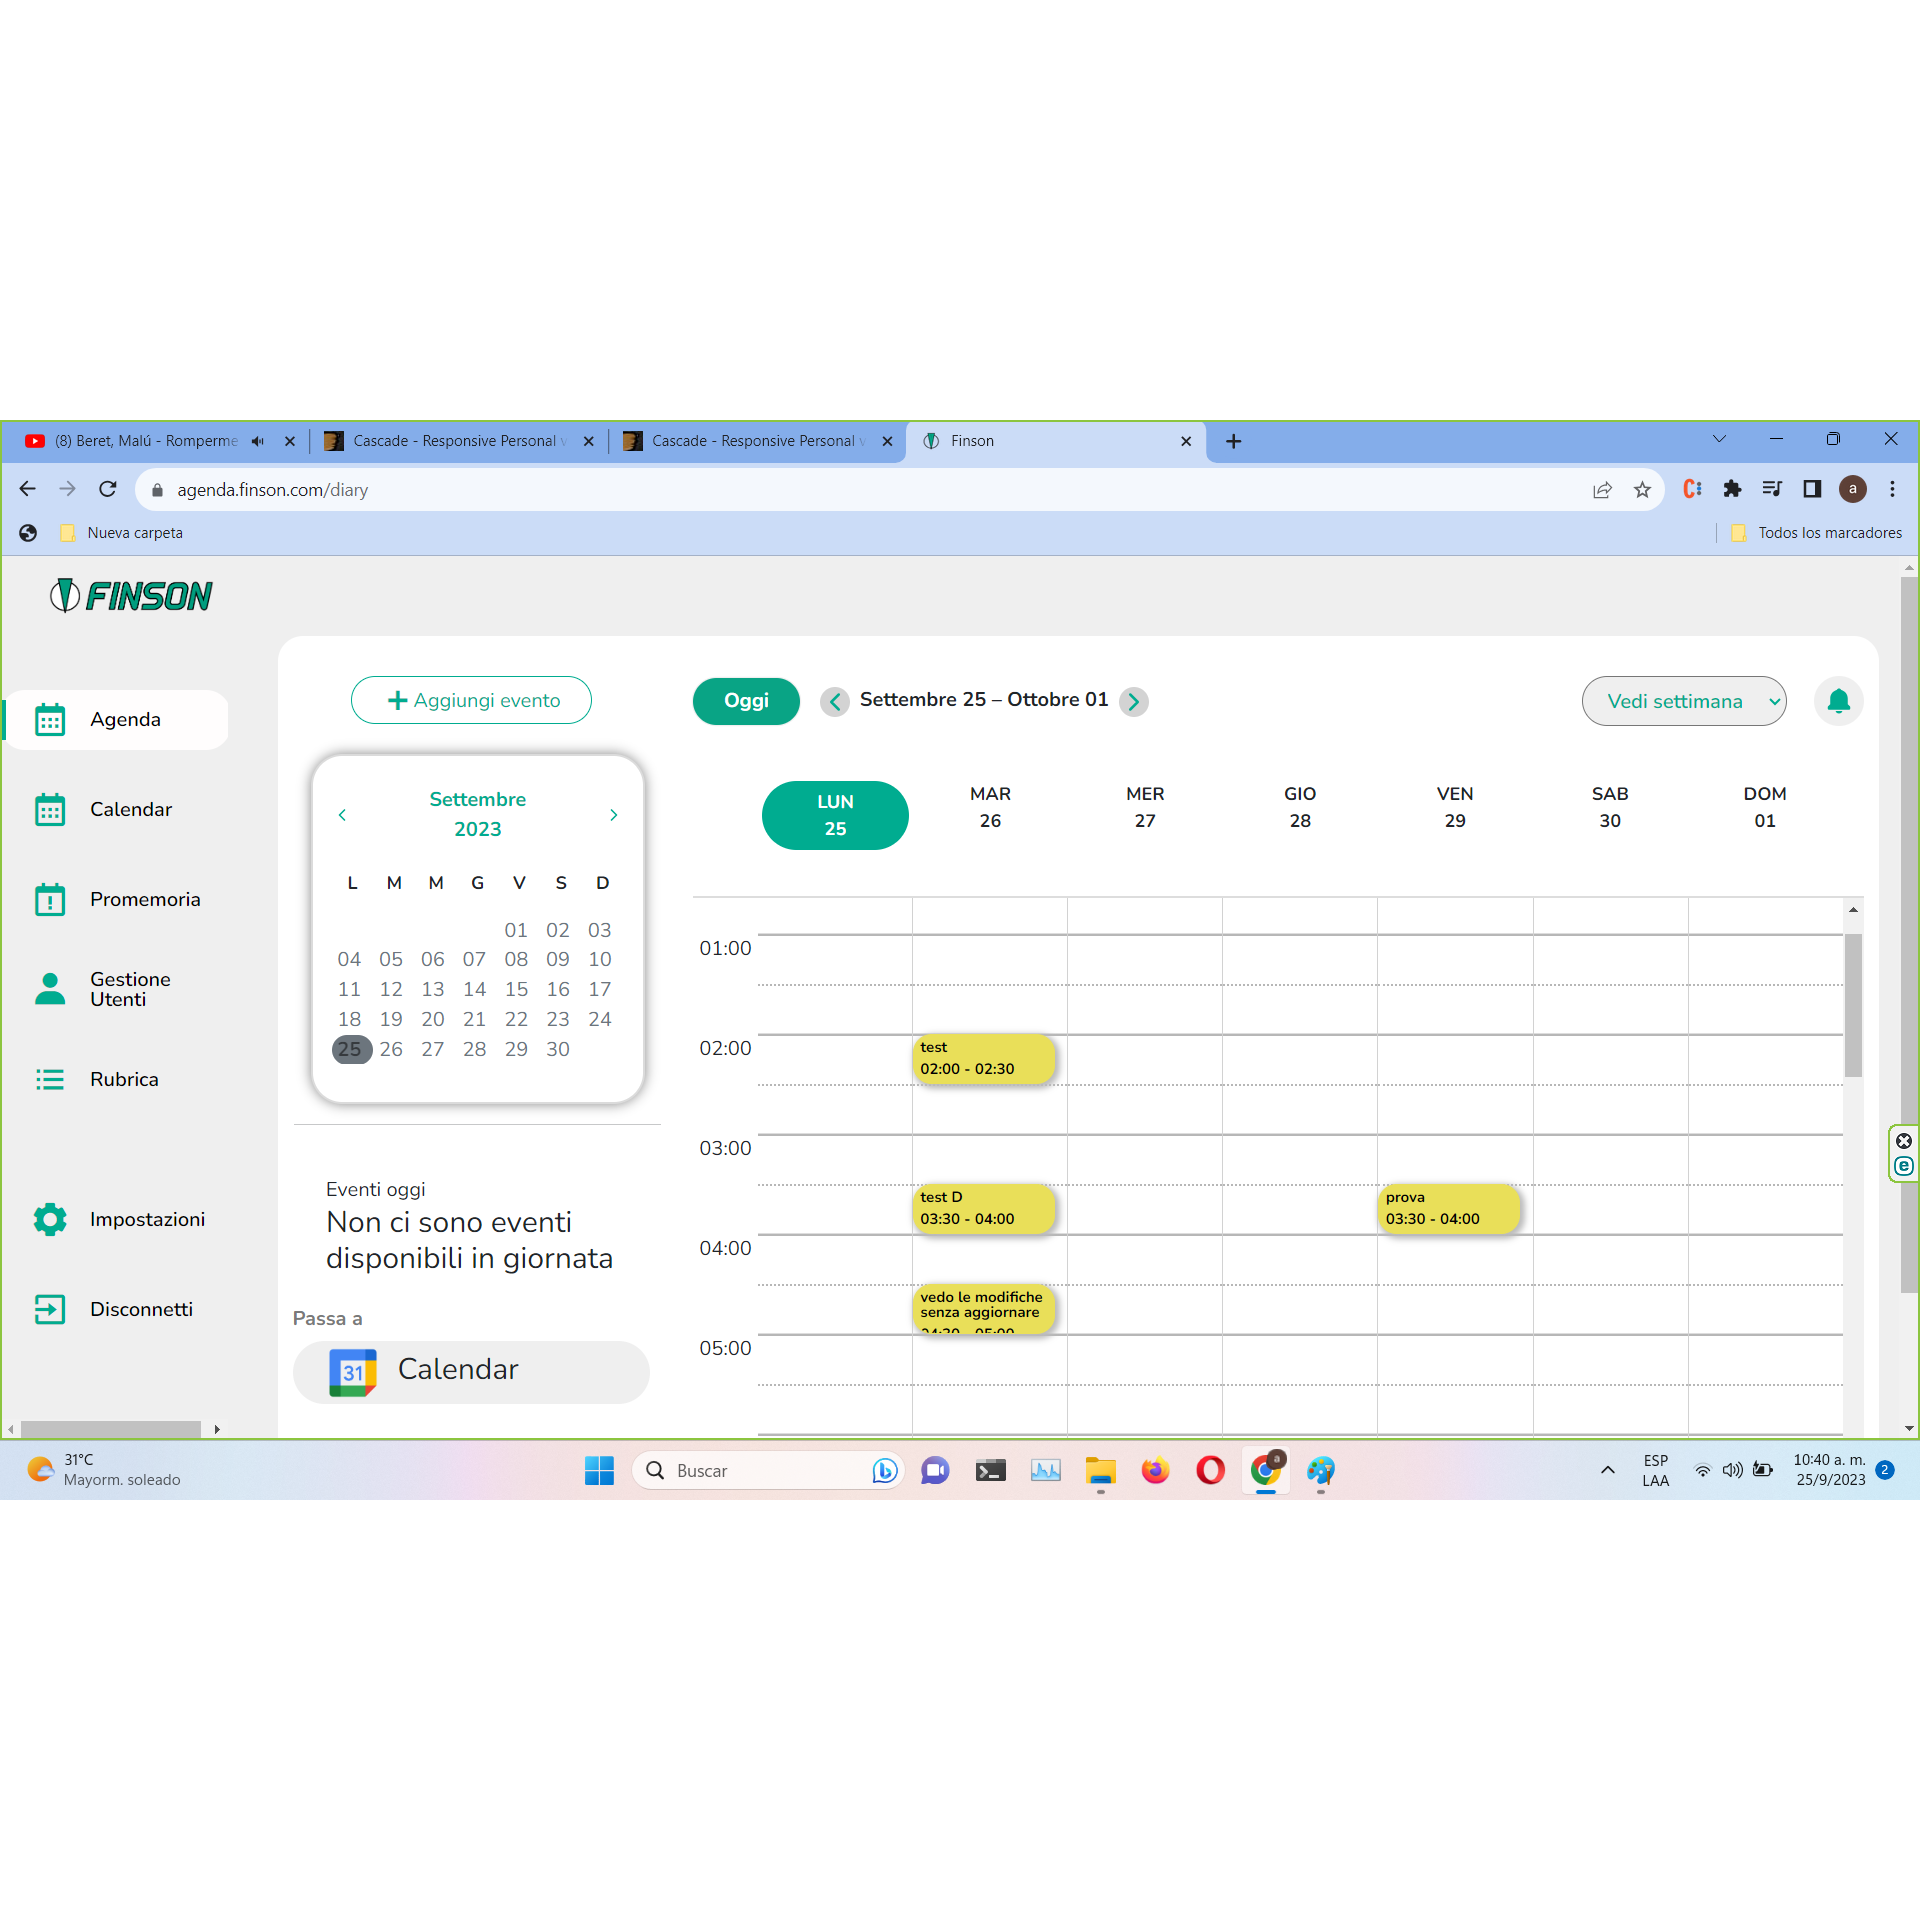 (8) Beret, Malú - Romperme
Cascade - Responsive Personal v
Cascade - Responsive Personal v
Finson
agenda.finson.com/diary
a
Nueva carpeta
Todos los marcadores
FINSON
Agenda
Calendar
Promemoria
Gestione
Utenti
Rubrica
Impostazioni
Disconnetti
Aggiungi evento
Settembre
2023
L M M G V S D
01 02 03
04 05 06 07 08 09 10
11 12 13 14 15 16 17
18 19 20 21 22 23 24
25 26 27 28 29 30
Eventi oggi
Non ci sono eventi
disponibili in giornata
Passa a
31 Calendar
Oggi
Settembre 25 – Ottobre 01
Vedi settimana
LUN MAR MER GIO VEN SAB DOM
25 26 27 28 29 30 01
01:00
02:00
test
02:00 - 02:30
03:00
test D
03:30 - 04:00
prova
03:30 - 04:00
04:00
vedo le modifiche
senza aggiornare
04:30 - 05:00
05:00
e
31°C
Mayorm. soleado
Buscar
b
a
ESP
LAA
10:40 a. m.
25/9/2023
2